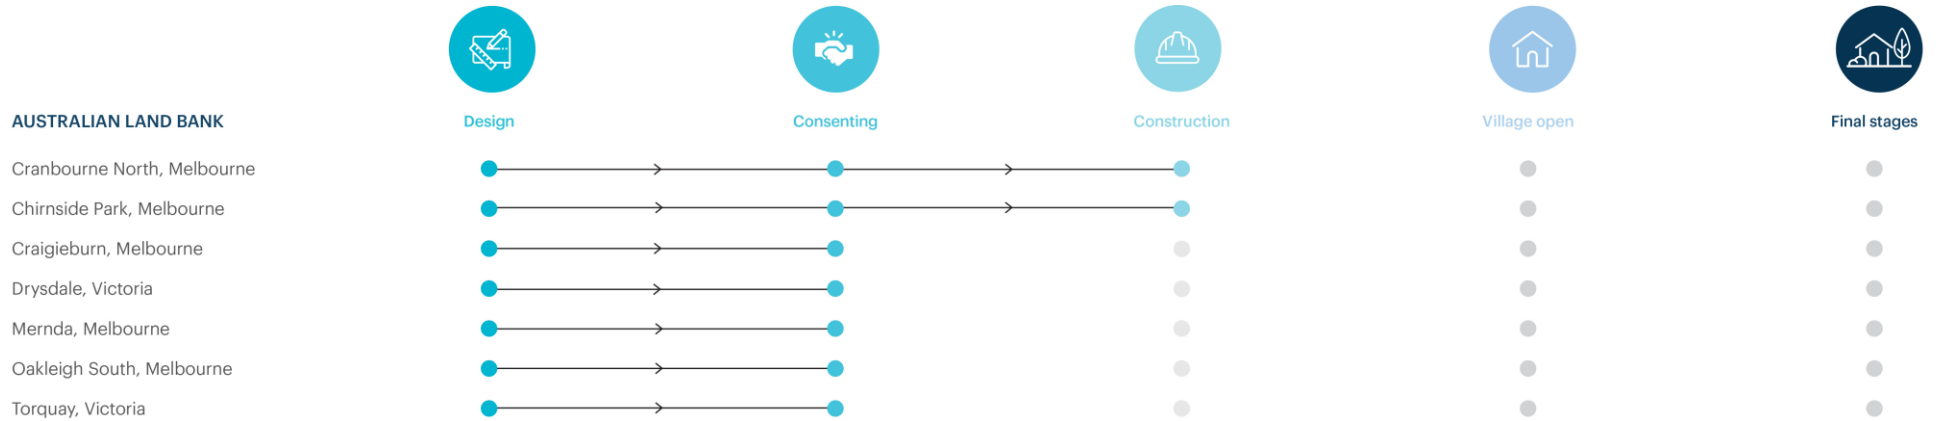 AUSTRALIAN LAND BANK Design Consenting Construction Village open Final stages
Cranbourne North, Melbourne
Chirnside Park, Melbourne
Craigieburn, Melbourne
Drysdale, Victoria
Mernda, Melbourne
Oakleigh South, Melbourne
Torquay, Victoria